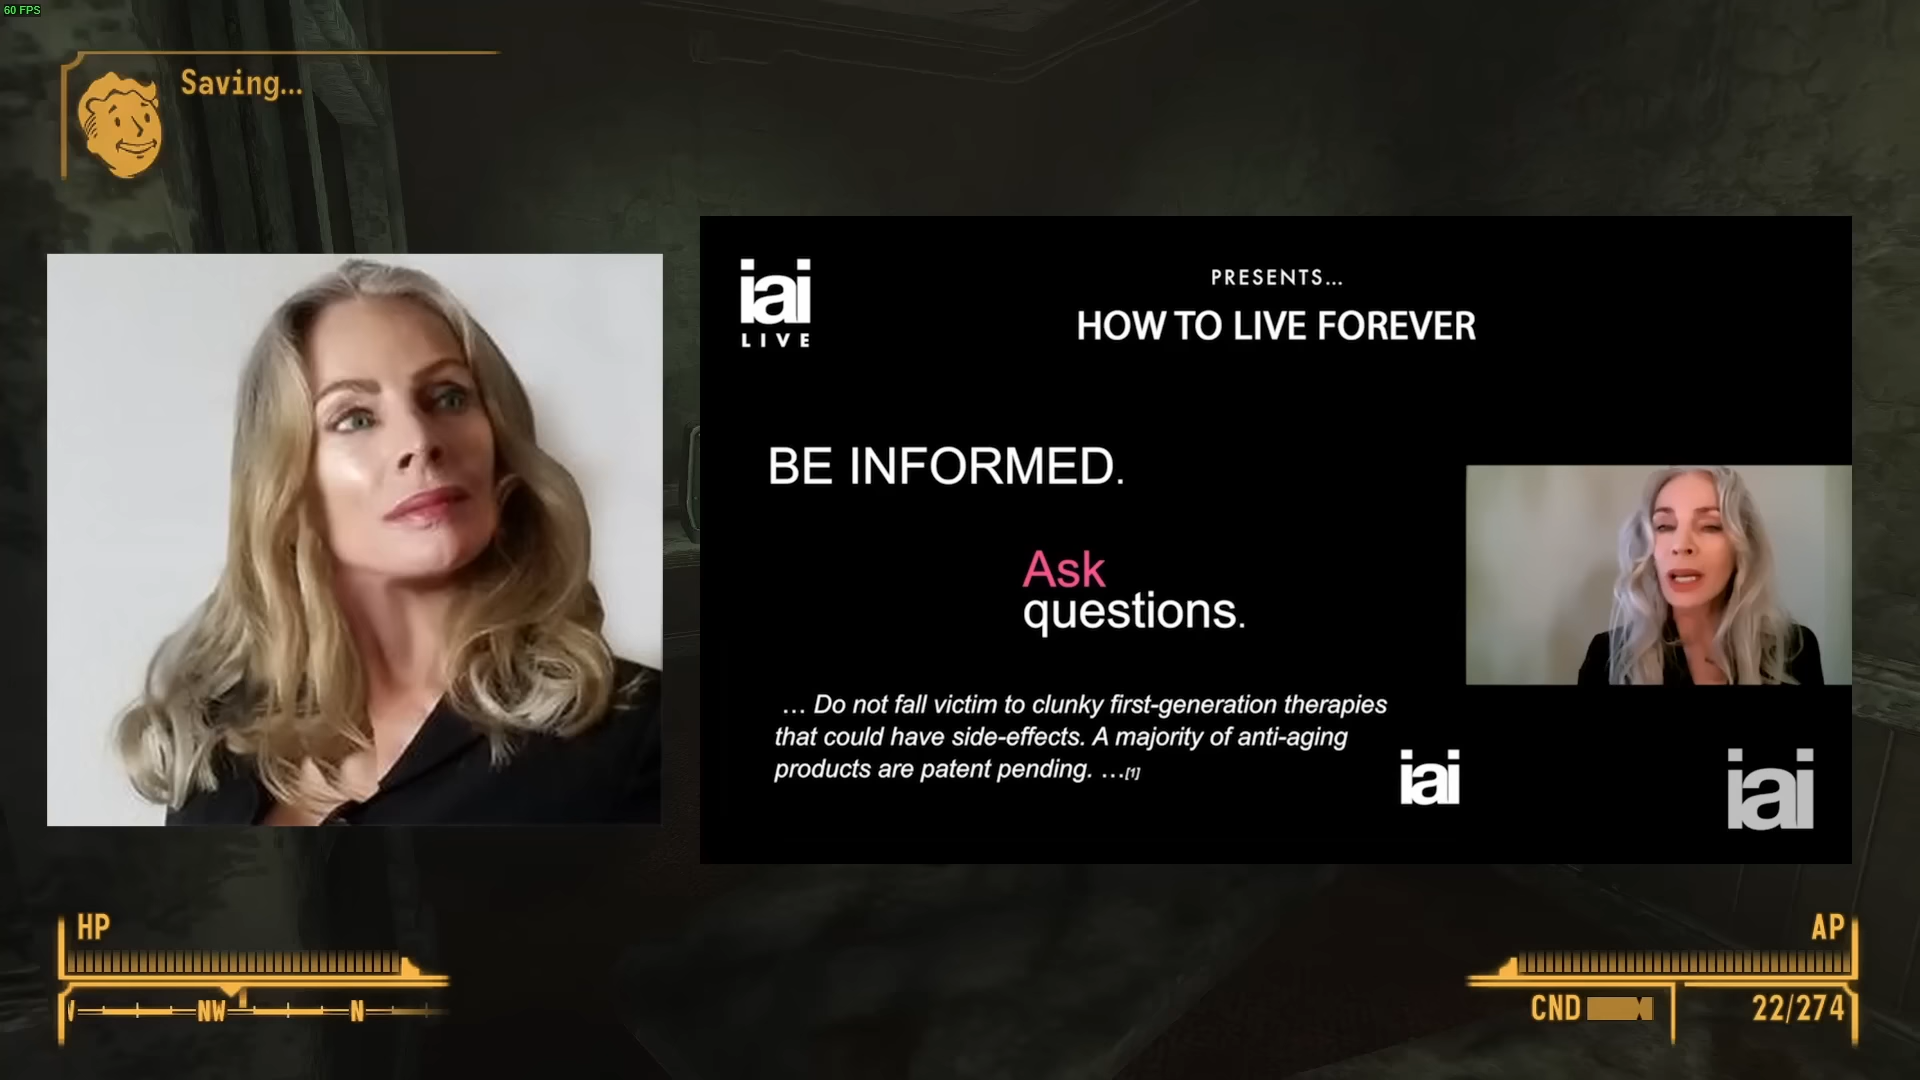 60 FPS
Saving...
iai
LIVE
PRESENTS...
HOW TO LIVE FOREVER
BE INFORMED.
Ask
questions.
... Do not fall victim to clunky first-generation therapies
that could have side-effects. A majority of anti-aging
products are patent pending. ...[1]
iai
iai
HP
NW
N
AP
CND
22/274